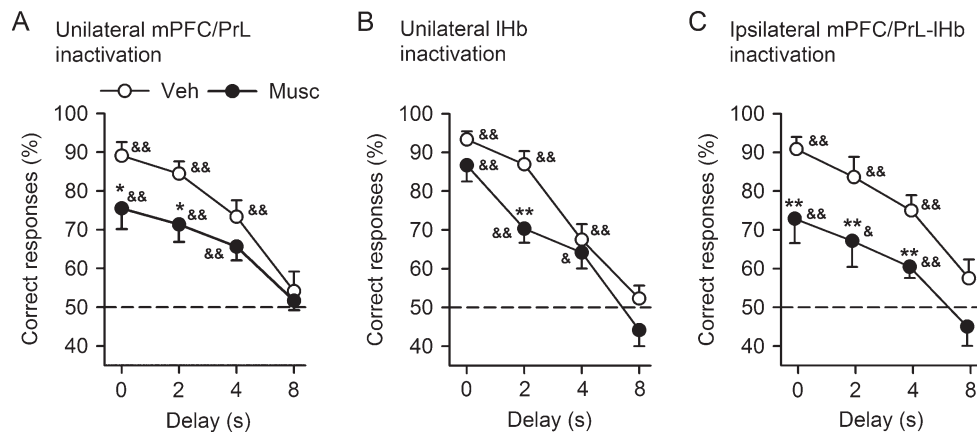 A Unilateral mPFC/PrL
inactivation
Veh Musc
Correct responses (%)
100
90
80
70
60
50
40
&&
&&
&&
*
&&
*
&&
&&
0 2 4 8
Delay (s)
B Unilateral lHb
inactivation
Correct responses (%)
100
90
80
70
60
50
40
&&
&&
&&
&&
**
&&
&
0 2 4 8
Delay (s)
C Ipsilateral mPFC/PrL-lHb
inactivation
Correct responses (%)
100
90
80
70
60
50
40
&&
&&
&&
**
&&
**
&
**
&&
0 2 4 8
Delay (s)